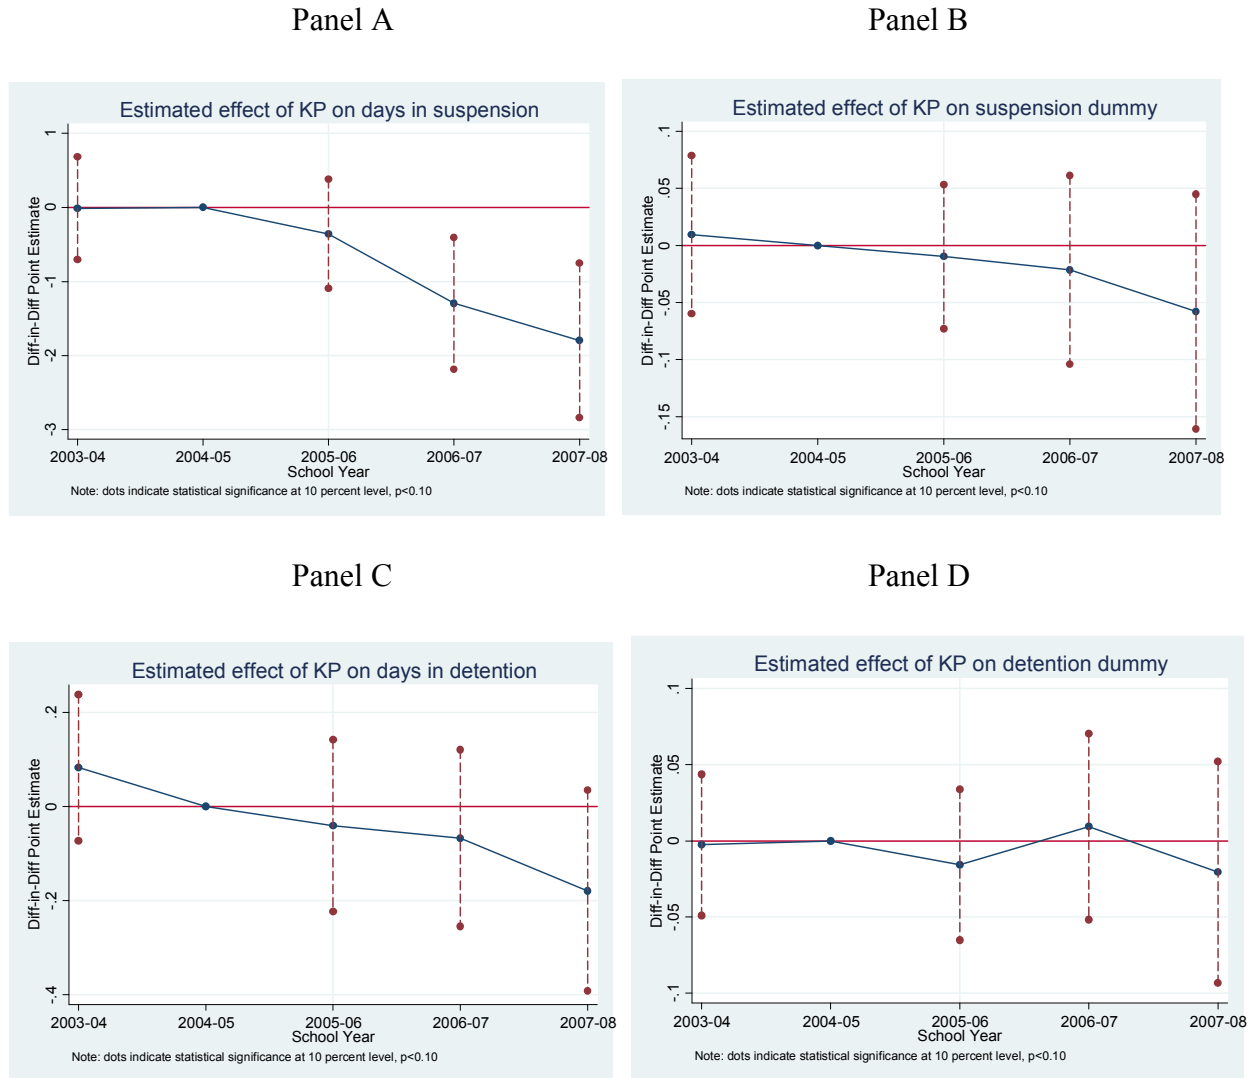 Panel A
Panel B
Estimated effect of KP on days in suspension
Diff-in-Diff Point Estimate
1
0
-1
-2
-3
2003-04 2004-05 2005-06 2006-07 2007-08
School Year
Note: dots indicate statistical significance at 10 percent level, p<0.10
Estimated effect of KP on suspension dummy
Diff-in-Diff Point Estimate
.1
.05
0
-.05
-.1
-.15
2003-04 2004-05 2005-06 2006-07 2007-08
School Year
Note: dots indicate statistical significance at 10 percent level, p<0.10
Panel C
Panel D
Estimated effect of KP on days in detention
Diff-in-Diff Point Estimate
.2
0
-.2
-.4
2003-04 2004-05 2005-06 2006-07 2007-08
School Year
Note: dots indicate statistical significance at 10 percent level, p<0.10
Estimated effect of KP on detention dummy
Diff-in-Diff Point Estimate
.1
.05
0
-.05
-.1
2003-04 2004-05 2005-06 2006-07 2007-08
School Year
Note: dots indicate statistical significance at 10 percent level, p<0.10